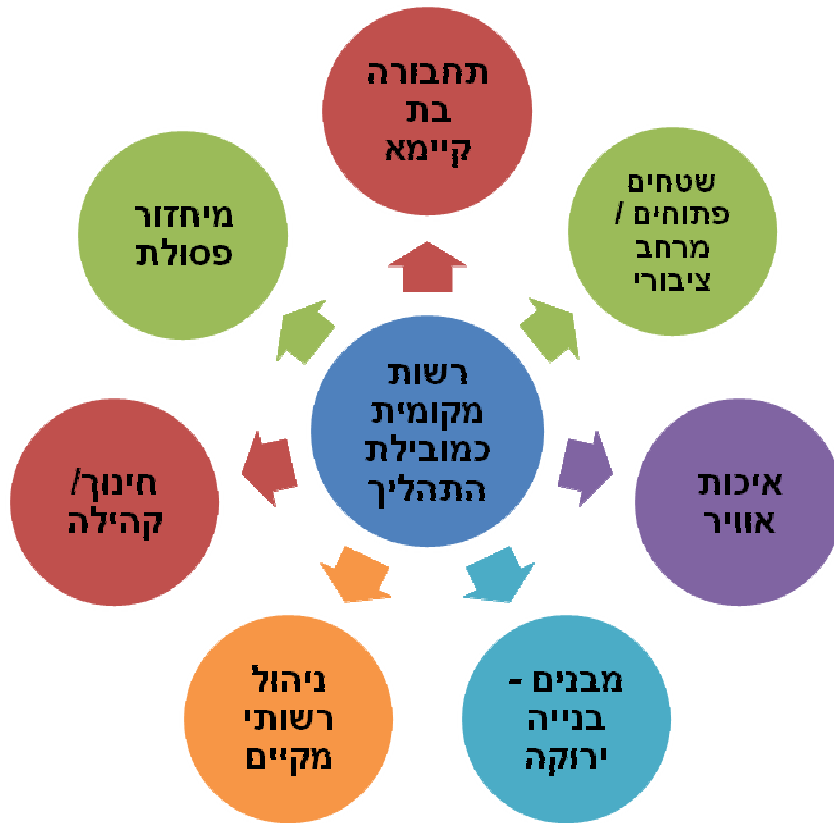 תחבורה
בת
קיימא
שטחים
פתוחים /
מרחב
ציבורי
איכות
אוויר
מבנים -
בנייה
ירוקה
ניהול
רשותי
מקיים
חינוך/
קהילה
מיחזור
פסולת
רשות
מקומית
כמובילת
התהליך